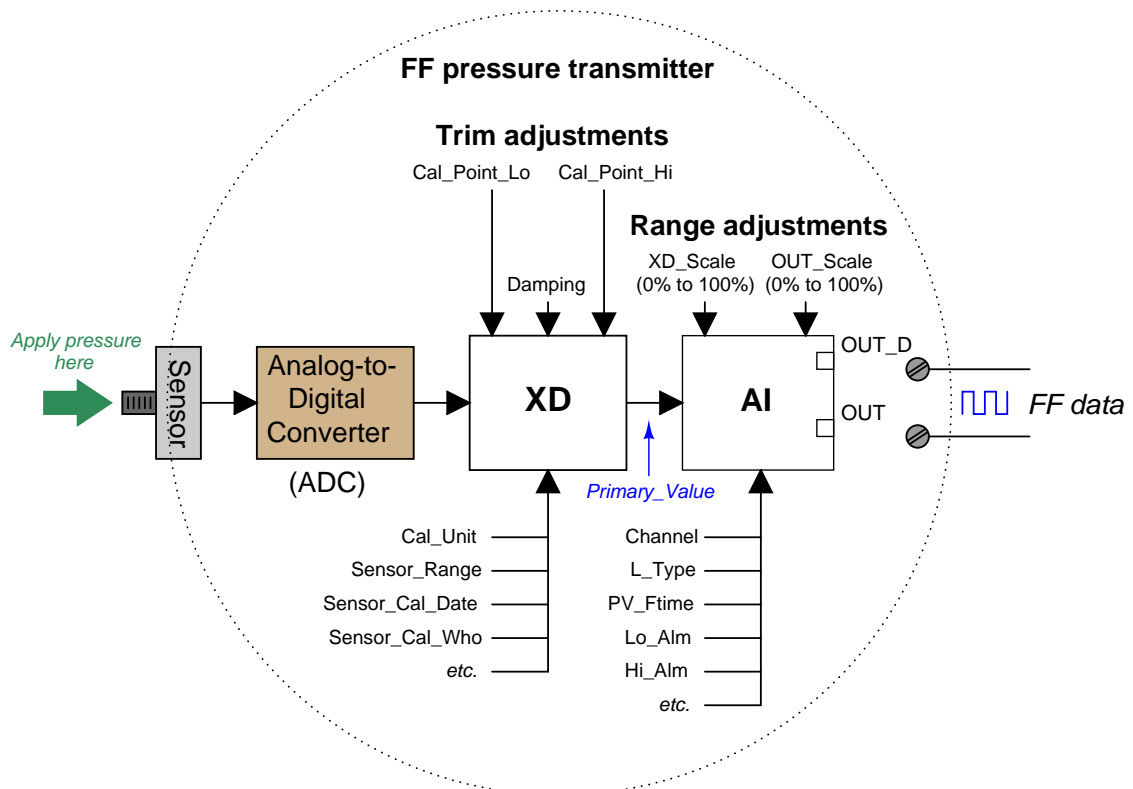 FF pressure transmitter
Trim adjustments
Cal_Point_Lo
Cal_Point_Hi
Range adjustments
XD_Scale
(0% to 100%)
OUT_Scale
(0% to 100%)
Damping
Apply pressure
here
Sensor
Analog-to-
Digital
Converter
(ADC)
XD
Primary_Value
AI
OUT_D
OUT
FF data
Cal_Unit
Sensor_Range
Sensor_Cal_Date
Sensor_Cal_Who
etc.
Channel
L_Type
PV_Ftime
Lo_Alm
Hi_Alm
etc.